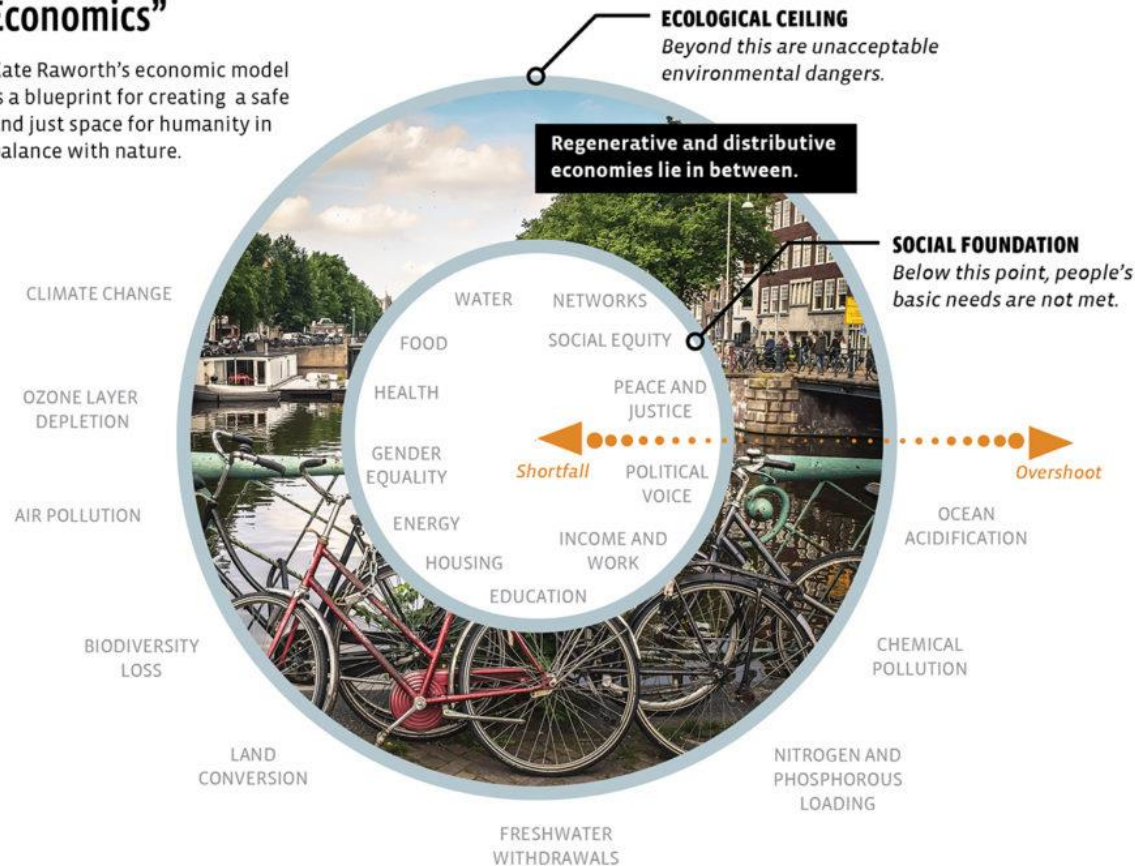 Economics”
Kate Raworth’s economic model
is a blueprint for creating a safe
and just space for humanity in
balance with nature.
ECOLOGICAL CEILING
Beyond this are unacceptable
environmental dangers.
Regenerative and distributive
economies lie in between.
SOCIAL FOUNDATION
Below this point, people’s
basic needs are not met.
CLIMATE CHANGE
OZONE LAYER
DEPLETION
AIR POLLUTION
BIODIVERSITY
LOSS
LAND
CONVERSION
FRESHWATER
WITHDRAWALS
NITROGEN AND
PHOSPHOROUS
LOADING
CHEMICAL
POLLUTION
OCEAN
ACIDIFICATION
WATER
NETWORKS
FOOD
SOCIAL EQUITY
HEALTH
PEACE AND
JUSTICE
GENDER
EQUALITY
Shortfall
POLITICAL
VOICE
Overshoot
ENERGY
INCOME AND
WORK
HOUSING
EDUCATION